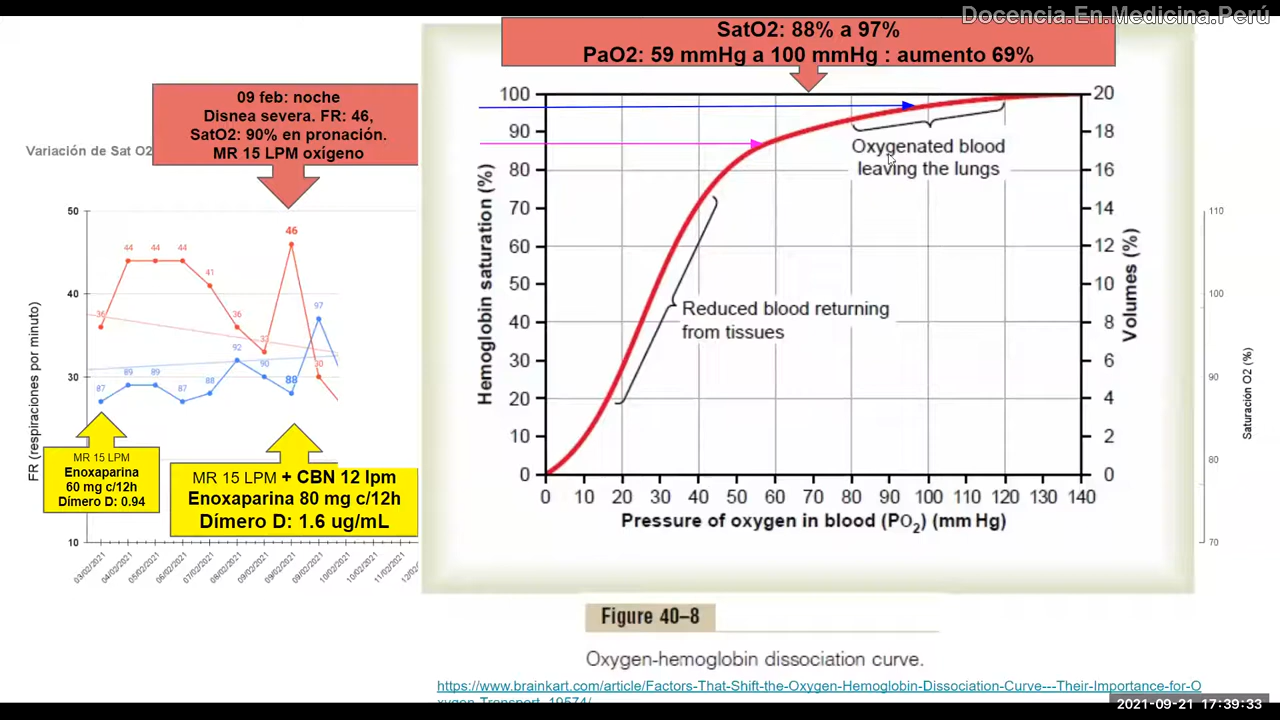 Docencia.En.Medicina.Perú
SatO2: 88% a 97%
PaO2: 59 mmHg a 100 mmHg : aumento 69%
09 feb: noche
Disnea severa. FR: 46,
SatO2: 90% en pronación.
MR 15 LPM oxígeno
Variación de Sat O2
FR (respiraciones por minuto)
50
40
30
10
36
44
44
44
41
36
33
46
30
87
89
89
87
88
92
90
88
97
MR 15 LPM
Enoxaparina
60 mg c/12h
Dímero D: 0.94
MR 15 LPM + CBN 12 lpm
Enoxaparina 80 mg c/12h
Dímero D: 1.6 ug/mL
03/02/2021
04/02/2021
05/02/2021
06/02/2021
07/02/2021
08/02/2021
09/02/2021
09/02/2021
09/02/2021
10/02/2021
10/02/2021
11/02/2021
Hemoglobin saturation (%)
100
90
80
70
60
50
40
30
20
10
0
Oxygenated blood
leaving the lungs
Reduced blood returning
from tissues
20
18
16
14
12
10
8
6
4
2
0
Volumes (%)
0 10 20 30 40 50 60 70 80 90 100 110 120 130 140
Pressure of oxygen in blood (PO2) (mm Hg)
110
100
90
80
70
Saturación O2 (%)
Figure 40–8
Oxygen-hemoglobin dissociation curve.
https://www.brainkart.com/article/Factors-That-Shift-the-Oxygen-Hemoglobin-Dissociation-Curve---Their-Importance-for-O
xygen-Transport_19574/
2021-09-21 17:39:33